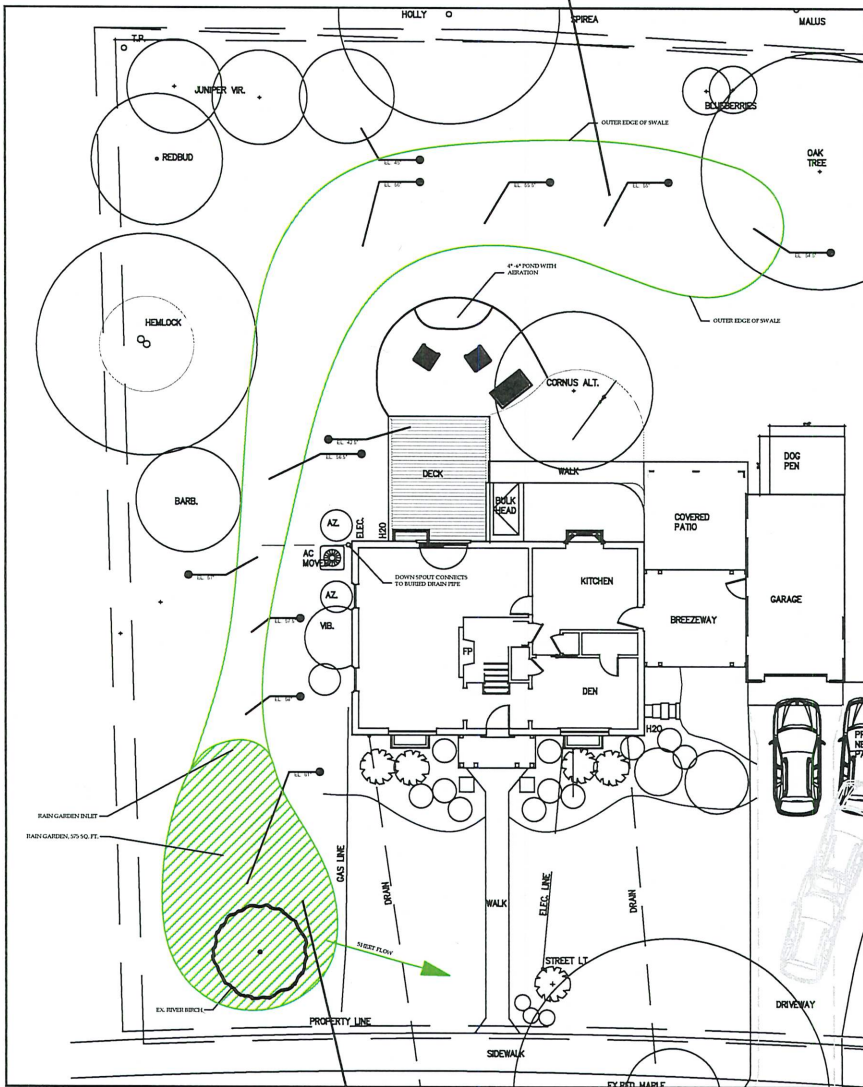 HOLLY
SPIREA
MALUS
T.P.
JUNIPER VIR.
BLUEBERRIES
OUTER EDGE OF SWALE
REDBUD
OAK
TREE
4"-6" POND WITH
AERATION
HEMLOCK
OUTER EDGE OF SWALE
CORNUS ALT.
DECK
WALK
DOG
PEN
BARB.
BULK
HEAD
COVERED
PATIO
AZ.
ELEC.
H2O
AC
DOWN SPOUT CONNECTS
TO BURIED DRAIN PIPE
KITCHEN
AZ.
GARAGE
VIB.
BREEZEWAY
FP
DEN
H2O
RAIN GARDEN INLET
RAIN GARDEN, 575 SQ. FT.
GAS LINE
DRAIN
WALK
ELEC. LINE
DRAIN
SHEET FLOW
STREET LT.
EX. RIVER BIRCH
DRIVEWAY
PROPERTY LINE
SIDEWALK
EX RED MAPLE